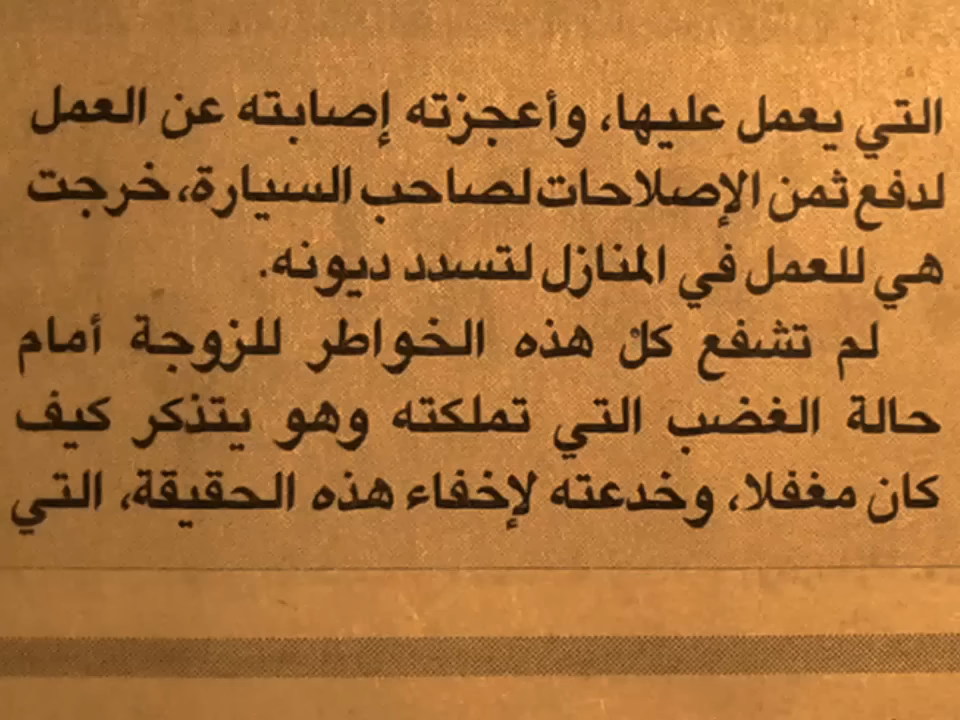 التي يعمل عليها، وأعجزته إصابته عن العمل
لدفع ثمن الإصلاحات لصاحب السيارة، خرجت
هي للعمل في المنازل لتسدد ديونه.
لم تشفع كلْ هذه الخواطر للزوجة أمام
حالة الغضب التي تملكته وهو يتذكر كيف
كان مغفلا، وخدعته لإخفاء هذه الحقيقة، التي